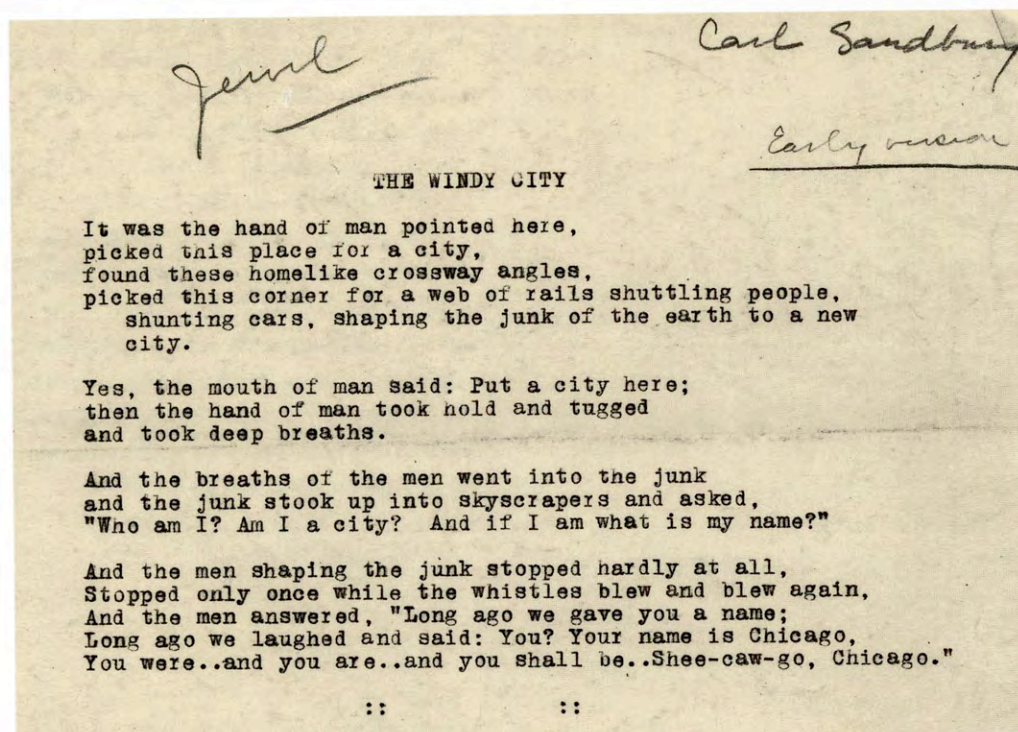 Jewel
Carl Sandburg
Early version
THE WINDY CITY
It was the hand of man pointed here,
picked this place for a city,
found these homelike crossway angles,
picked this corner for a web of rails shuttling people,
shunting cars, shaping the junk of the earth to a new
city.
Yes, the mouth of man said: Put a city here;
then the hand of man took hold and tugged
and took deep breaths.
And the breaths of the men went into the junk
and the junk stook up into skyscrapers and asked,
"Who am I? Am I a city? And if I am what is my name?"
And the men shaping the junk stopped hardly at all,
Stopped only once while the whistles blew and blew again,
And the men answered, "Long ago we gave you a name;
Long ago we laughed and said: You? Your name is Chicago,
You were..and you are..and you shall be..Shee-caw-go, Chicago."
:: ::